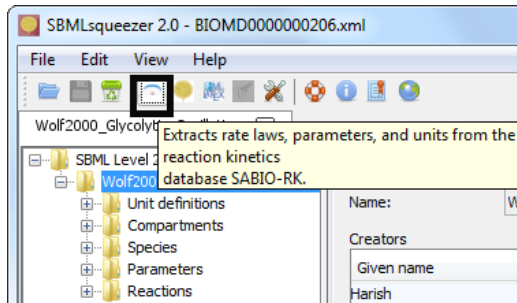 SBMLsqueezer 2.0 - BIOMD0000000206.xml
File Edit View Help
Wolf2000_Glycoly
Extracts rate laws, parameters, and units from the
reaction kinetics
database SABIO-RK.
SBML Level 2
Wolf200
Unit definitions
Compartments
Species
Parameters
Reactions
Name:
W
Creators
Given name
Harish